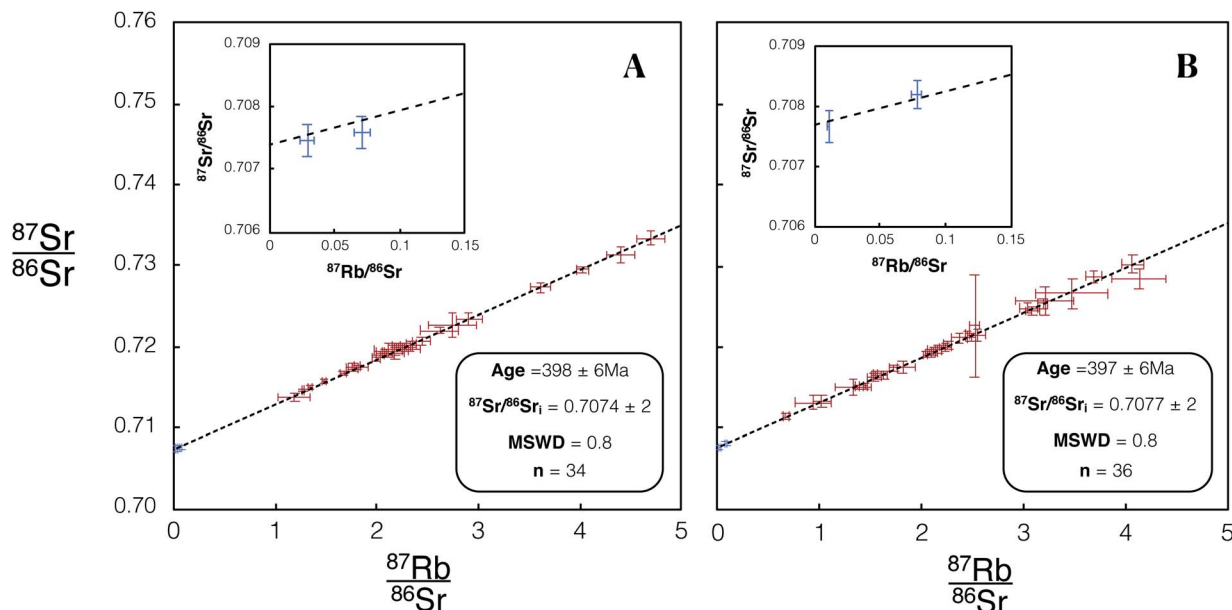 A
0.76
0.75
0.74
0.73
0.72
0.71
0.70
87Sr
86Sr
0.709
0.708
0.707
0.706
87Sr/86Sr
0
0.05
0.1
0.15
87Rb/86Sr
Age =398 ± 6Ma
87Sr/86Sri = 0.7074 ± 2
MSWD = 0.8
n = 34
0 1 2 3 4 5
87Rb
86Sr
B
0.709
0.708
0.707
0.706
87Sr/86Sr
0
0.05
0.1
0.15
87Rb/86Sr
Age =397 ± 6Ma
87Sr/86Sri = 0.7077 ± 2
MSWD = 0.8
n = 36
0 1 2 3 4 5
87Rb
86Sr